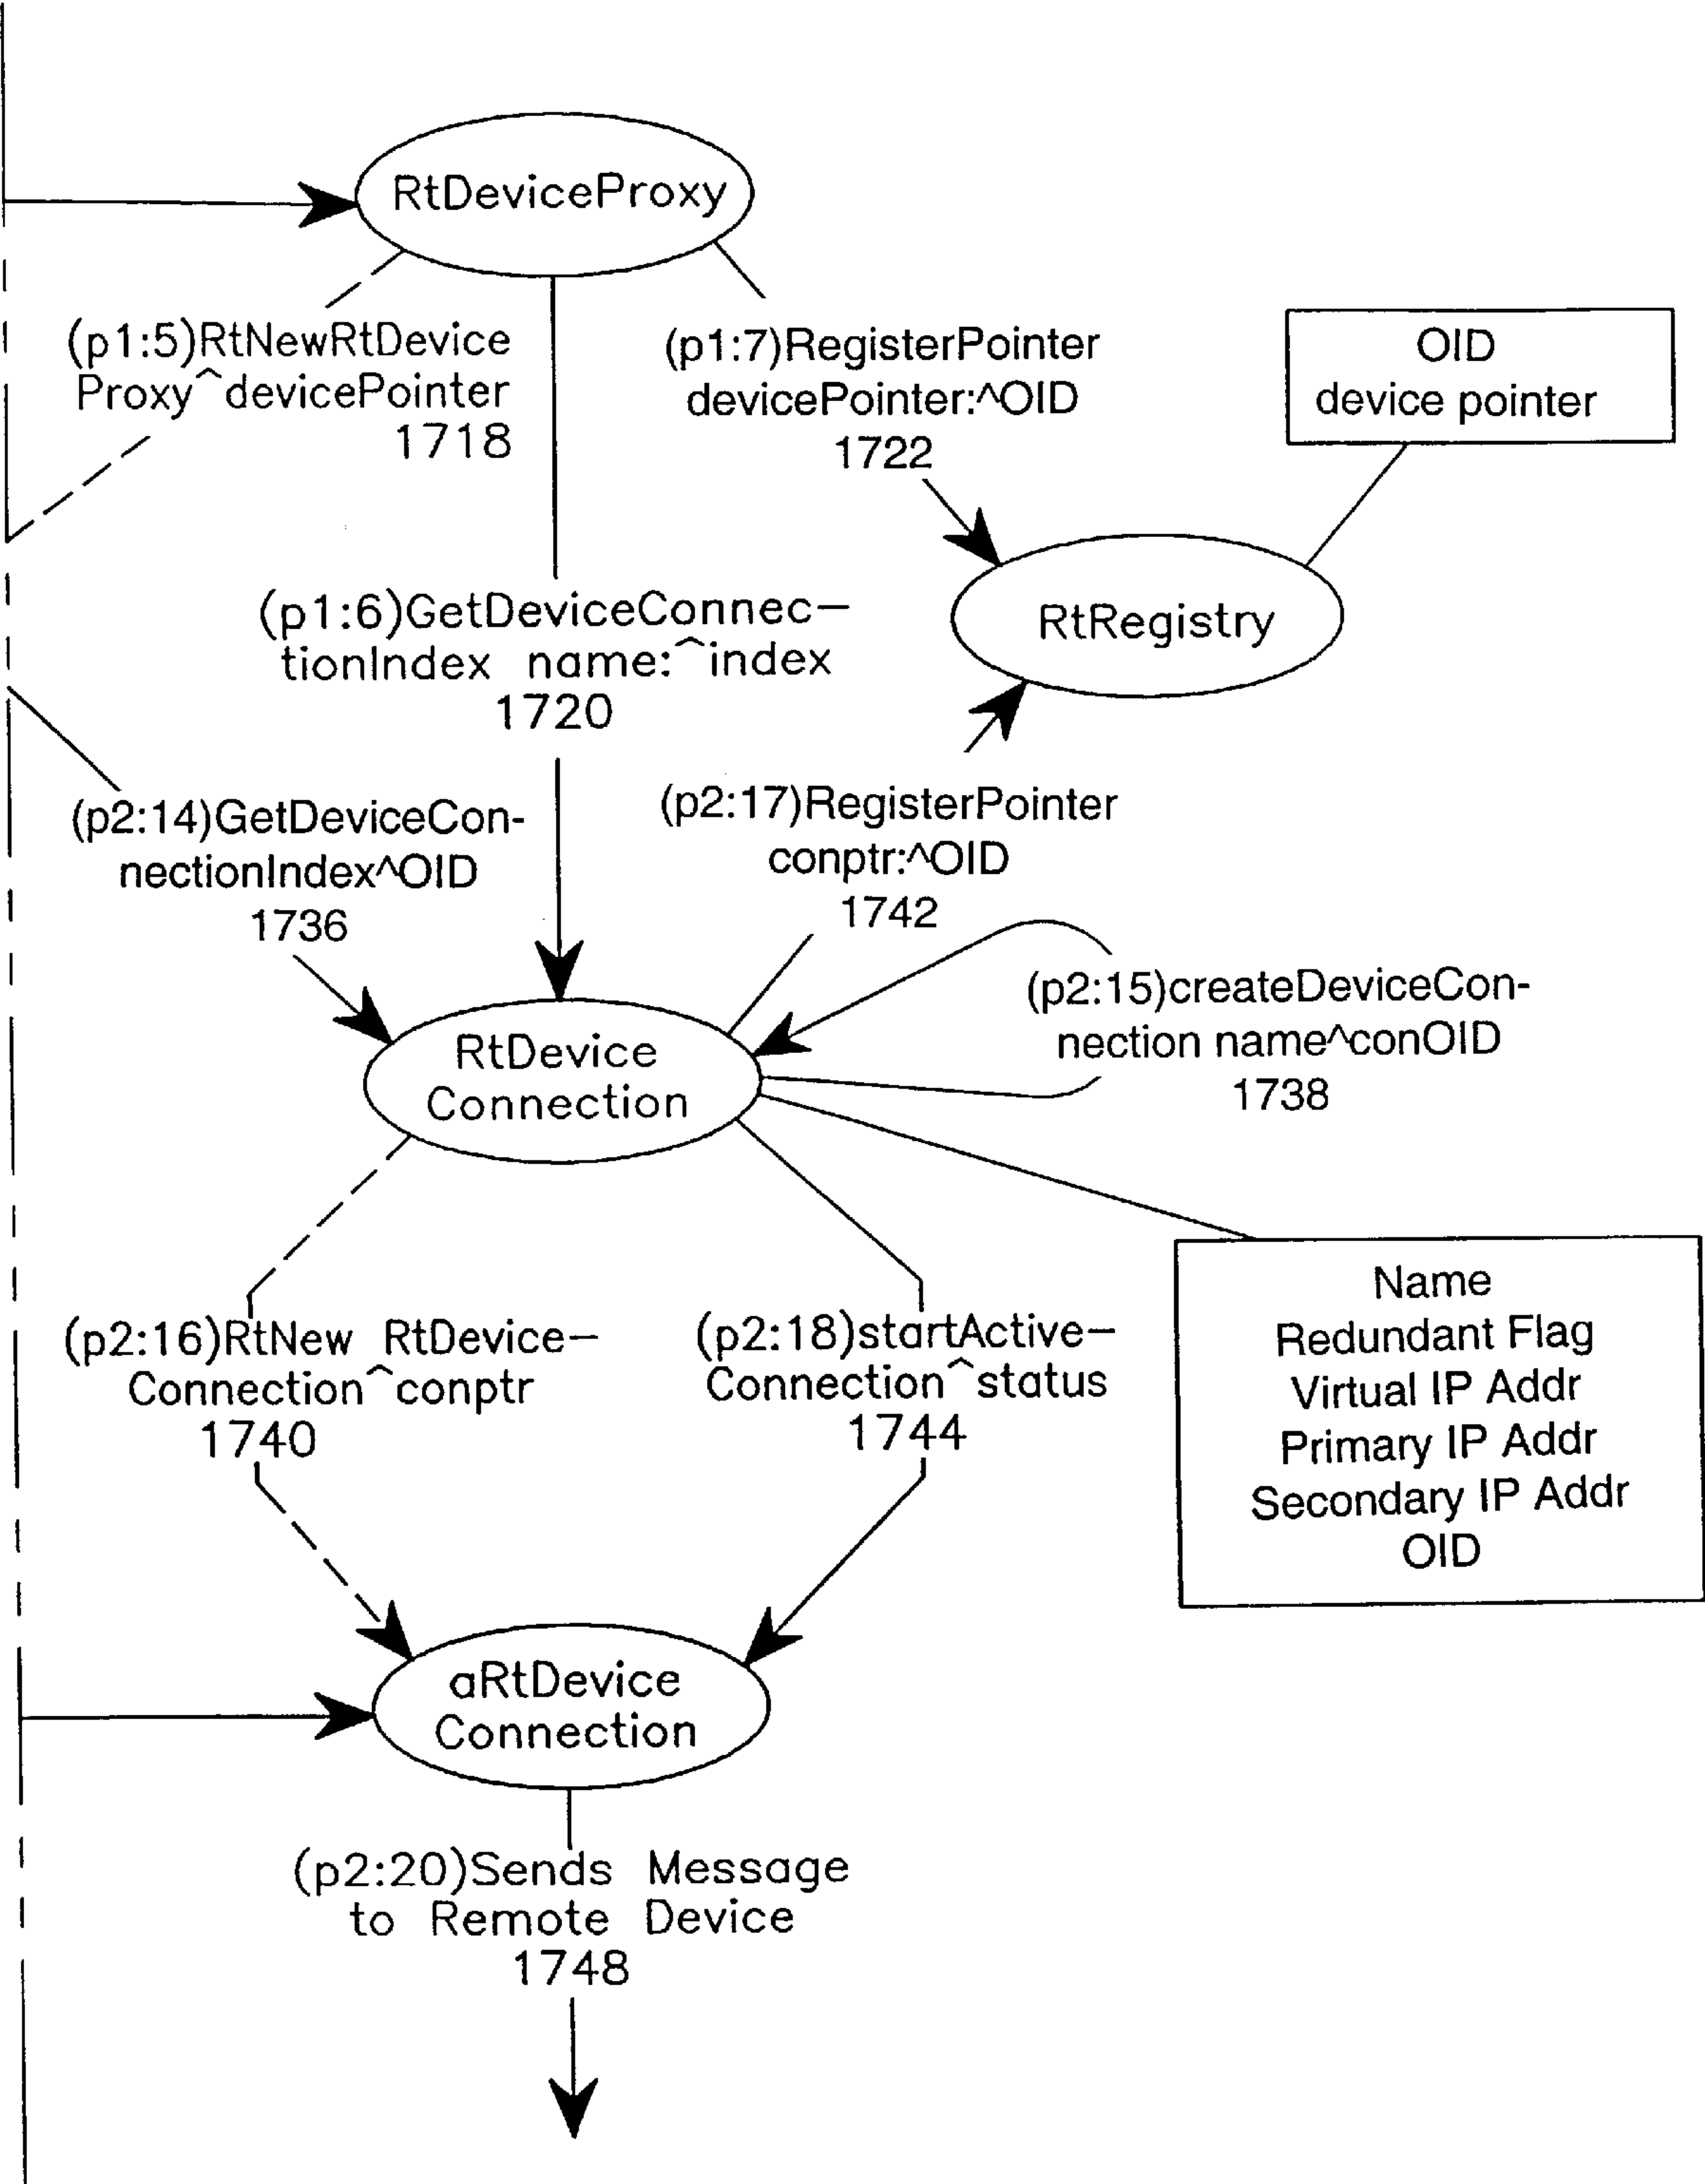 RtDeviceProxy
(p1:5)RtNewRtDevice
Proxy^devicePointer
1718
(p1:7)RegisterPointer
devicePointer:^OID
1722
OID
device pointer
(p1:6)GetDeviceConnec-
tionIndex name:^index
1720
RtRegistry
(p2:14)GetDeviceCon-
nectionIndex^OID
1736
(p2:17)RegisterPointer
conptr:^OID
1742
(p2:15)createDeviceCon-
nection name^conOID
1738
RtDevice
Connection
(p2:16)RtNew RtDevice-
Connection^conptr
1740
(p2:18)startActive-
Connection^status
1744
Name
Redundant Flag
Virtual IP Addr
Primary IP Addr
Secondary IP Addr
OID
aRtDevice
Connection
(p2:20)Sends Message
to Remote Device
1748